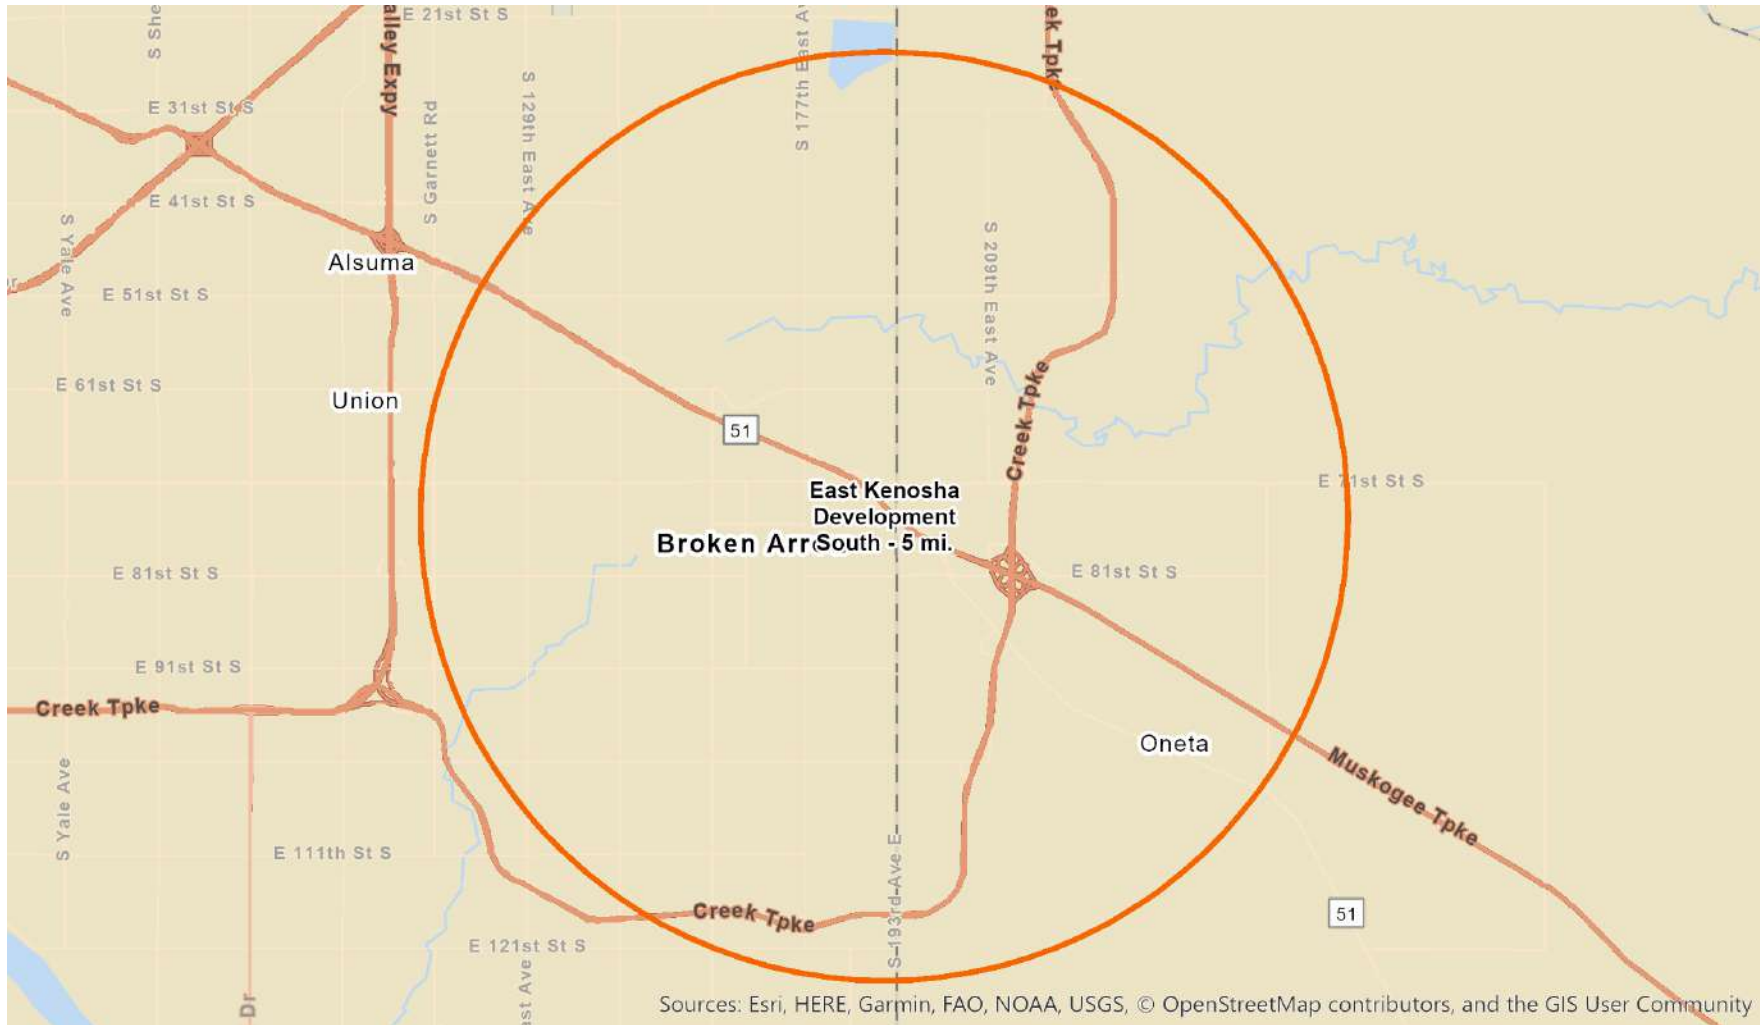 S She
alley Expy
E 21st St S
S 177th East Av
ek Tpke
E 31st St S
S Garnett Rd
S 129th East Ave
E 41st St S
S Yale Ave
Alsuma
E 51st St S
S 209th East Ave
E 61st St S
Union
51
Creek Tpke
East Kenosha
Development
South - 5 mi.
Broken Arr
E 71st St S
E 81st St S
E 81st St S
E 91st St S
Creek Tpke
Oneta
Muskogee Tpke
S Yale Ave
E 111th St S
S 193rd Ave E
Creek Tpke
51
E 121st St S
ast Ave
Dr
Sources: Esri, HERE, Garmin, FAO, NOAA, USGS, © OpenStreetMap contributors, and the GIS User Community